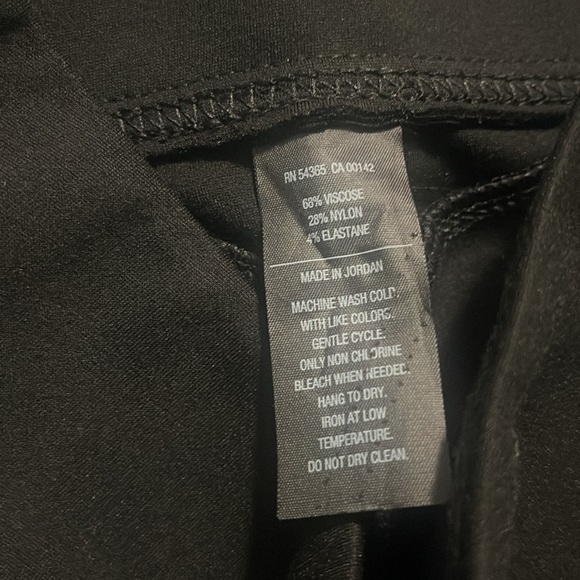 RN 54365 CA 00142
68% VISCOSE
28% NYLON
4% ELASTANE
MADE IN JORDAN
MACHINE WASH COLD.
WITH LIKE COLORS.
GENTLE CYCLE.
ONLY NON CHLORINE
BLEACH WHEN NEEDED.
HANG TO DRY.
IRON AT LOW
TEMPERATURE.
DO NOT DRY CLEAN.